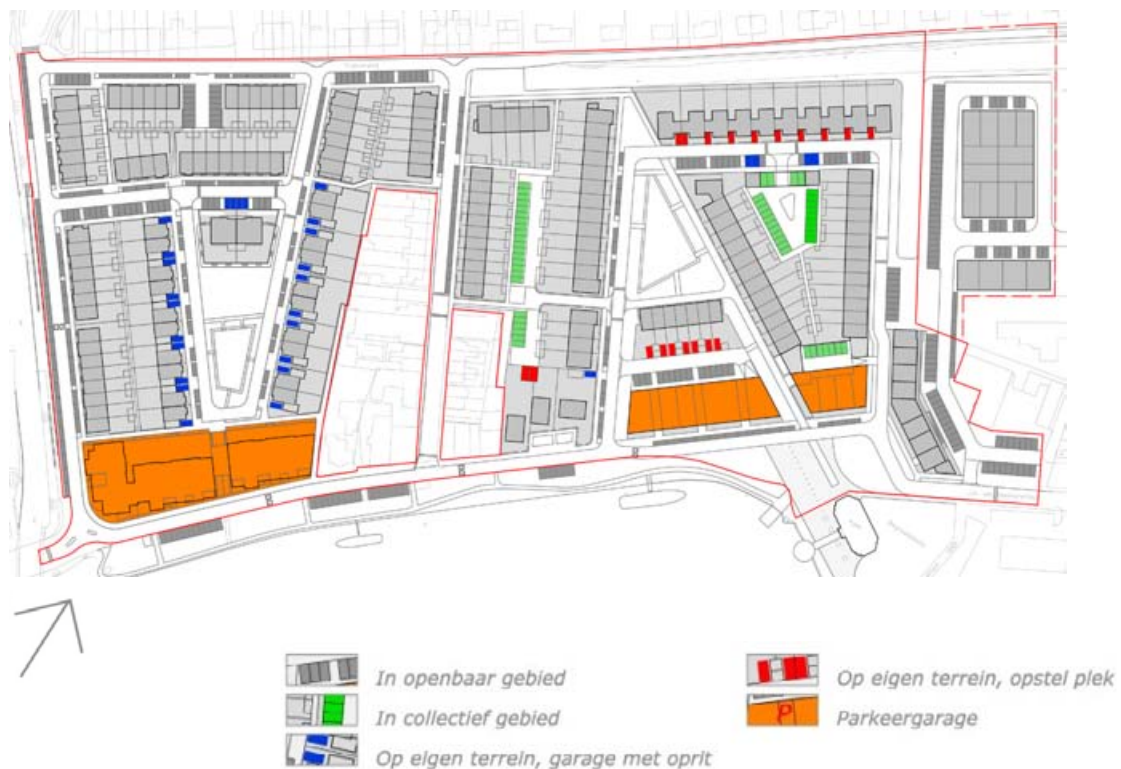 In openbaar gebied
In collectief gebied
Op eigen terrein, garage met oprit
Op eigen terrein, opstel plek
P
Parkeergarage